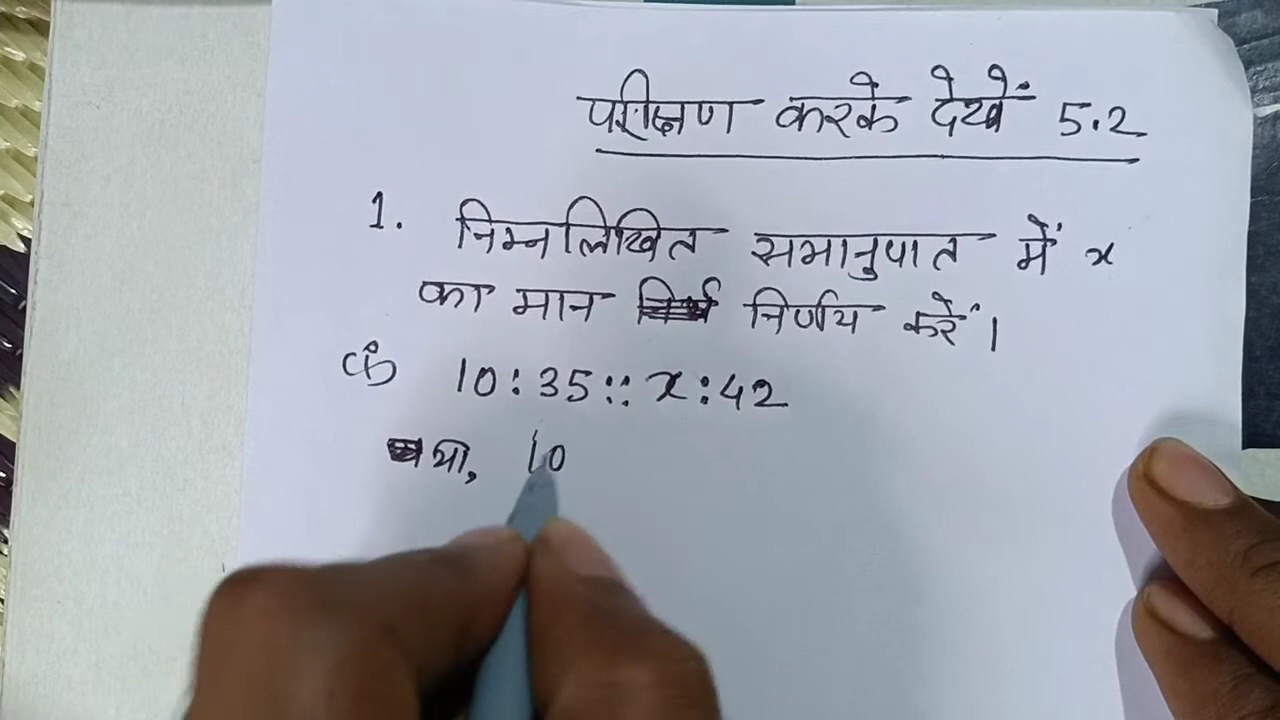 परीक्षण करके देखें 5.2
1. निम्नलिखित समानुपात में x
का मान निर्णय करें।
क) 10:35::x:42
या, 10